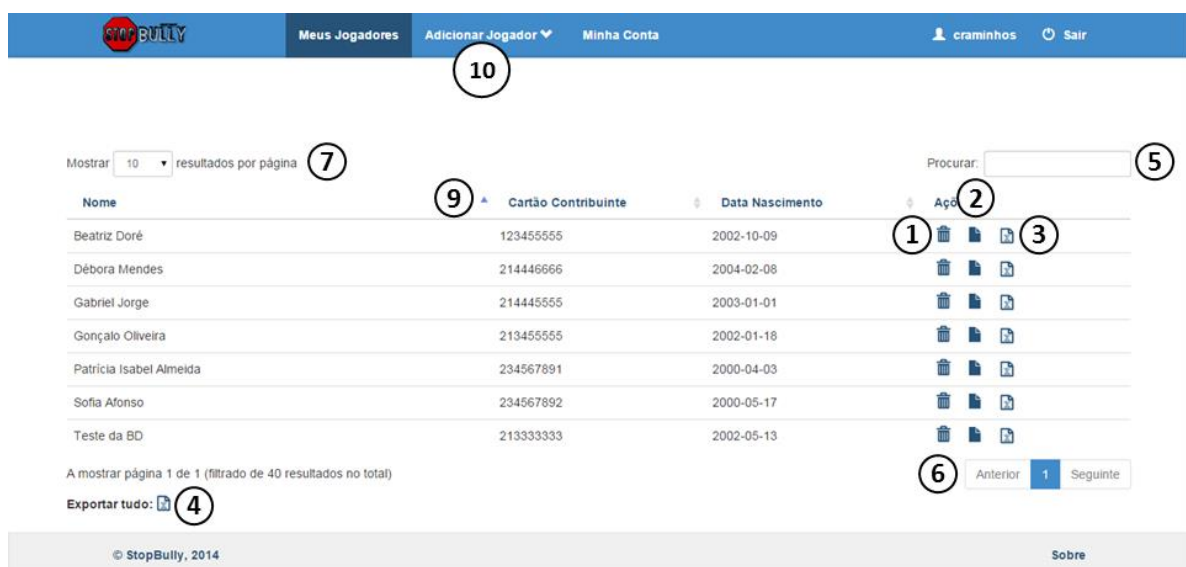 STOP BULLY Meus Jogadores Adicionar Jogador Minha Conta craminhos Sair
10
Mostrar 10 resultados por página 7 Procurar: 5
Nome 9 Cartão Contribuinte Data Nascimento 2
Beatriz Doré 123455555 2002-10-09 1 3
Débora Mendes 214446666 2004-02-08
Gabriel Jorge 214445555 2003-01-01
Gonçalo Oliveira 213455555 2002-01-18
Patrícia Isabel Almeida 234567891 2000-04-03
Sofia Afonso 234567892 2000-05-17
Teste da BD 213333333 2002-05-13
A mostrar página 1 de 1 (filtrado de 40 resultados no total) 6 Anterior 1 Seguinte
Exportar tudo: 4
© StopBully, 2014 Sobre